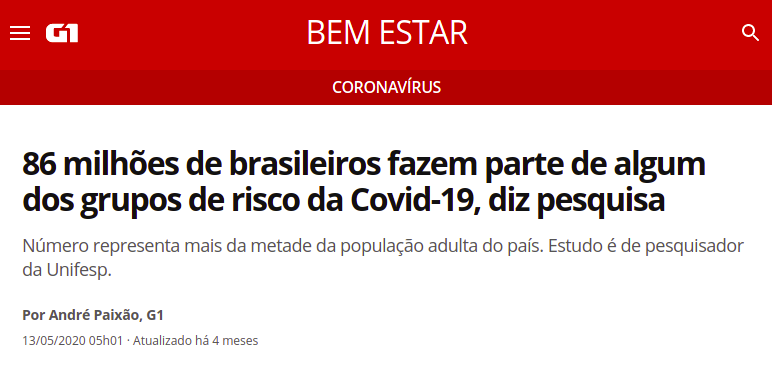 G1
BEM ESTAR
CORONAVÍRUS
86 milhões de brasileiros fazem parte de algum
dos grupos de risco da Covid-19, diz pesquisa
Número representa mais da metade da população adulta do país. Estudo é de pesquisador
da Unifesp.
Por André Paixão, G1
13/05/2020 05h01 · Atualizado há 4 meses